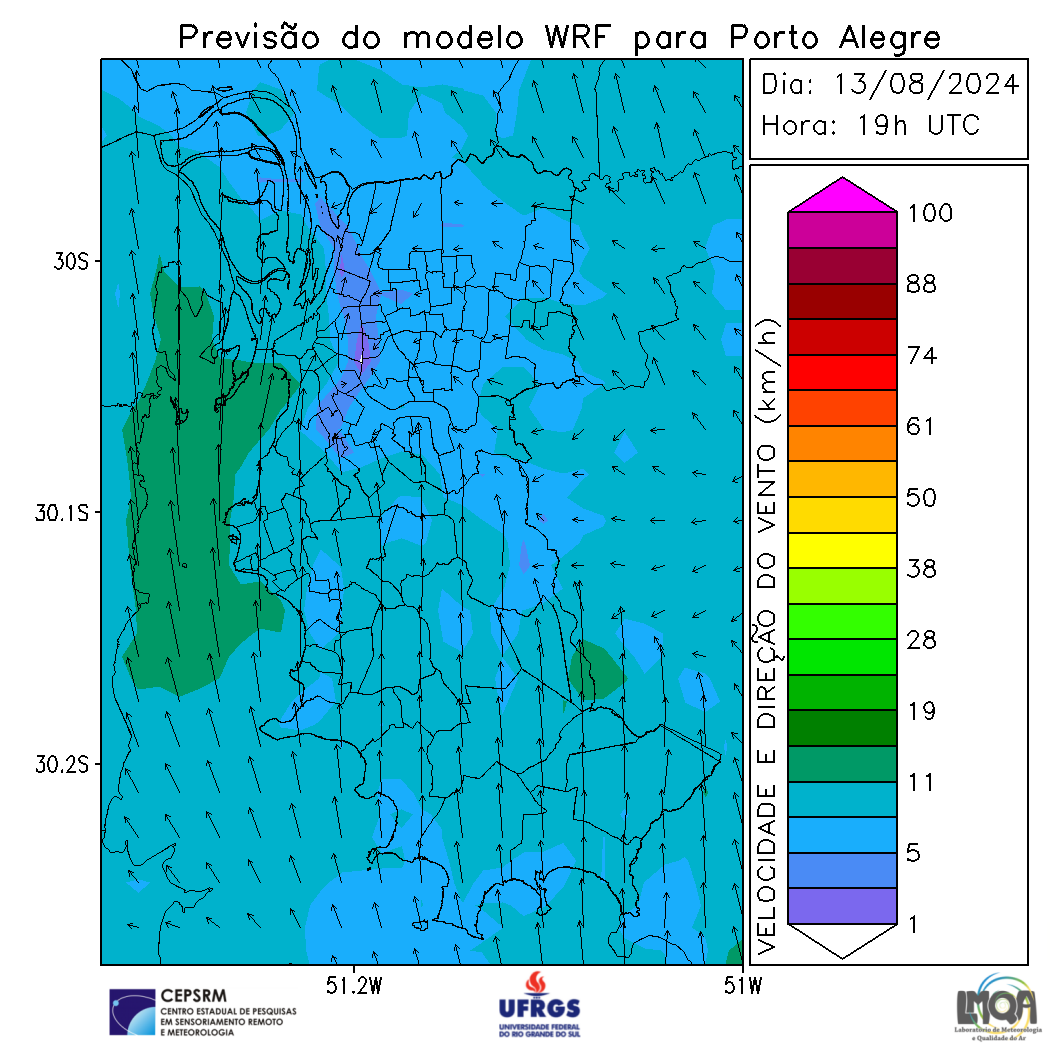 Previsão do modelo WRF para Porto Alegre
Dia: 13/08/2024
Hora: 19h UTC
30S
30.1S
30.2S
51.2W
51W
VELOCIDADE E DIREÇÃO DO VENTO (km/h)
100
88
74
61
50
38
28
19
11
5
1
CEPSRM
CENTRO ESTADUAL DE PESQUISAS
EM SENSORIAMENTO REMOTO
E METEOROLOGIA
UFRGS
UNIVERSIDADE FEDERAL
DO RIO GRANDE DO SUL
LMQA
Laboratório de Meteorologia
e Qualidade do Ar